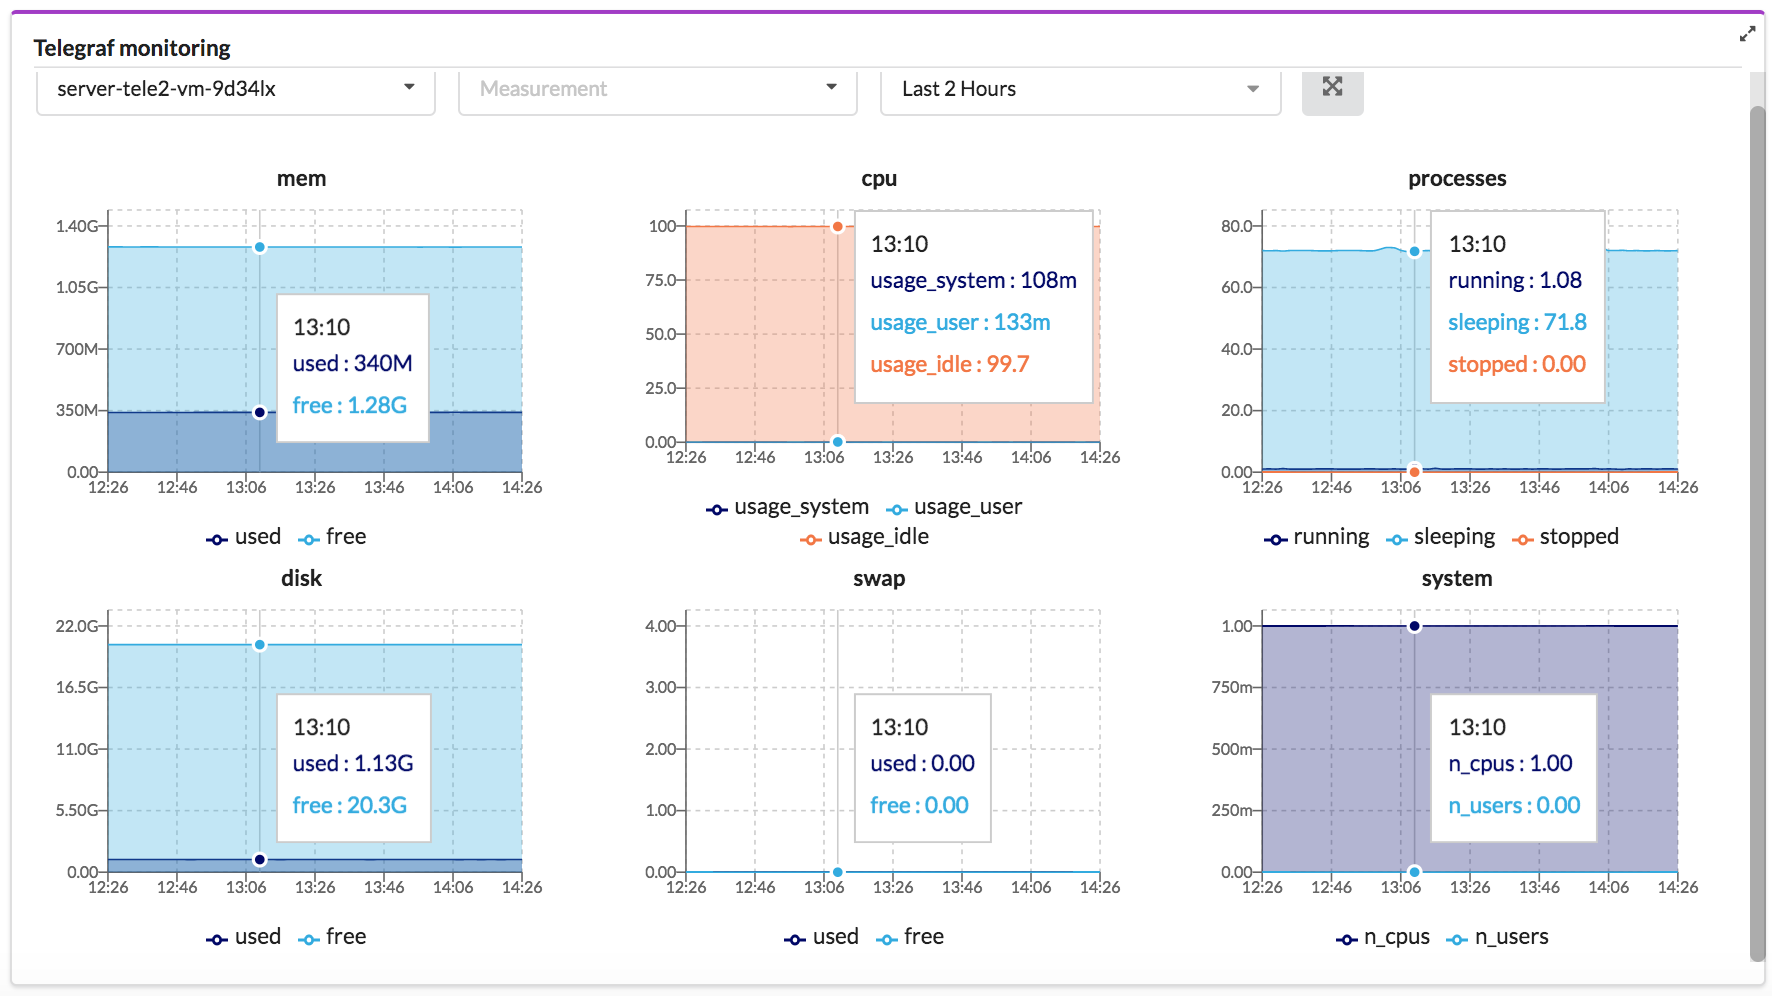 Telegraf monitoring
server-tele2-vm-9d34lx
Measurement
Last 2 Hours
mem
1.40G
1.05G
700M
350M
0.00
13:10
used : 340M
free : 1.28G
12:26 12:46 13:06 13:26 13:46 14:06 14:26
used free
cpu
100
75.0
50.0
25.0
0.00
13:10
usage_system : 108m
usage_user : 133m
usage_idle : 99.7
12:26 12:46 13:06 13:26 13:46 14:06 14:26
usage_system usage_user
usage_idle
processes
80.0
60.0
40.0
20.0
0.00
13:10
running : 1.08
sleeping : 71.8
stopped : 0.00
12:26 12:46 13:06 13:26 13:46 14:06 14:26
running sleeping stopped
disk
22.0G
16.5G
11.0G
5.50G
0.00
13:10
used : 1.13G
free : 20.3G
12:26 12:46 13:06 13:26 13:46 14:06 14:26
used free
swap
4.00
3.00
2.00
1.00
0.00
13:10
used : 0.00
free : 0.00
12:26 12:46 13:06 13:26 13:46 14:06 14:26
used free
system
1.00
750m
500m
250m
0.00
13:10
n_cpus : 1.00
n_users : 0.00
12:26 12:46 13:06 13:26 13:46 14:06 14:26
n_cpus n_users